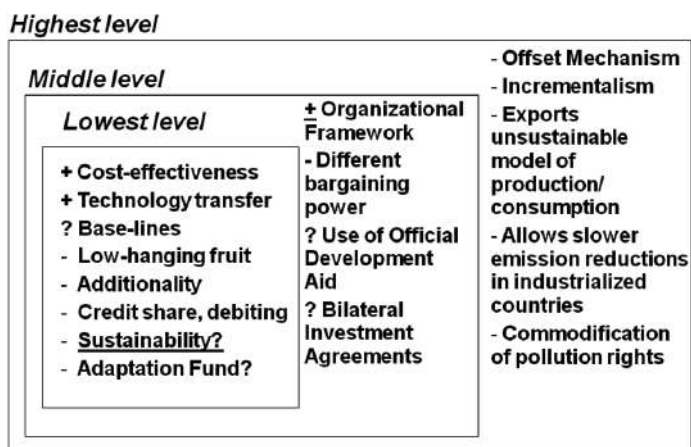 Highest level
Middle level
Lowest level
+ Cost-effectiveness
+ Technology transfer
? Base-lines
- Low-hanging fruit
- Additionality
- Credit share, debiting
- Sustainability?
- Adaptation Fund?
± Organizational
Framework
- Different
bargaining
power
? Use of Official
Development
Aid
? Bilateral
Investment
Agreements
- Offset Mechanism
- Incrementalism
- Exports
unsustainable
model of
production/
consumption
- Allows slower
emission reductions
in industrialized
countries
- Commodification
of pollution rights